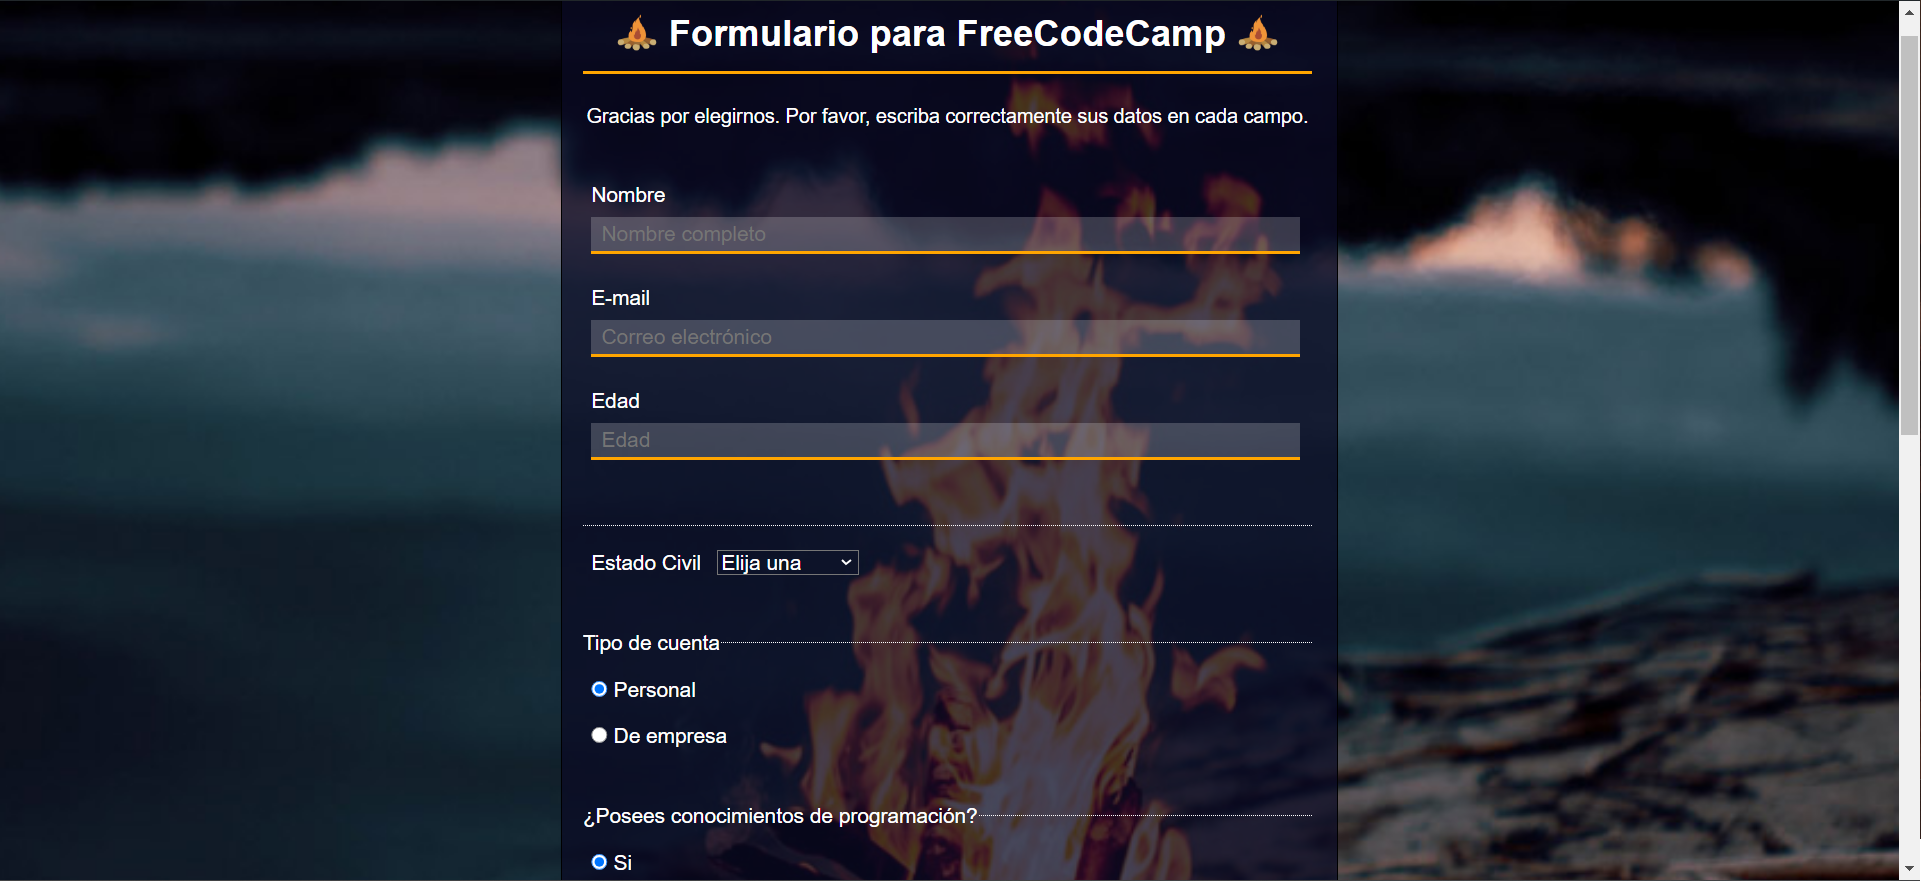 Formulario para FreeCodeCamp
Gracias por elegirnos. Por favor, escriba correctamente sus datos en cada campo.
Nombre
Nombre completo
E-mail
Correo electrónico
Edad
Edad
Estado Civil Elija una
Tipo de cuenta
Personal
De empresa
¿Posees conocimientos de programación?
Si